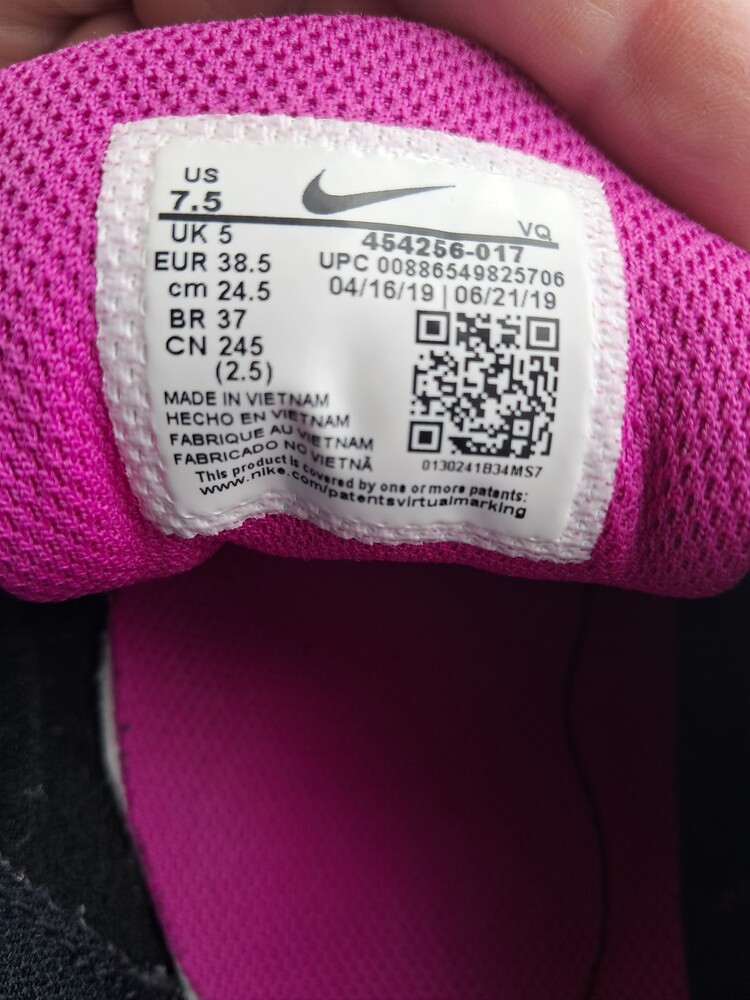 US
7.5
VQ
UK 5
EUR 38.5
cm 24.5
BR 37
CN 245
(2.5)
454256-017
UPC 00886549825706
04/16/19 | 06/21/19
0130241B34MS7
MADE IN VIETNAM
HECHO EN VIETNAM
FABRIQUE AU VIETNAM
FABRICADO NO VIETNÃ
This product is covered by one or more patents:
www.nike.com/patentsvirtualmarking